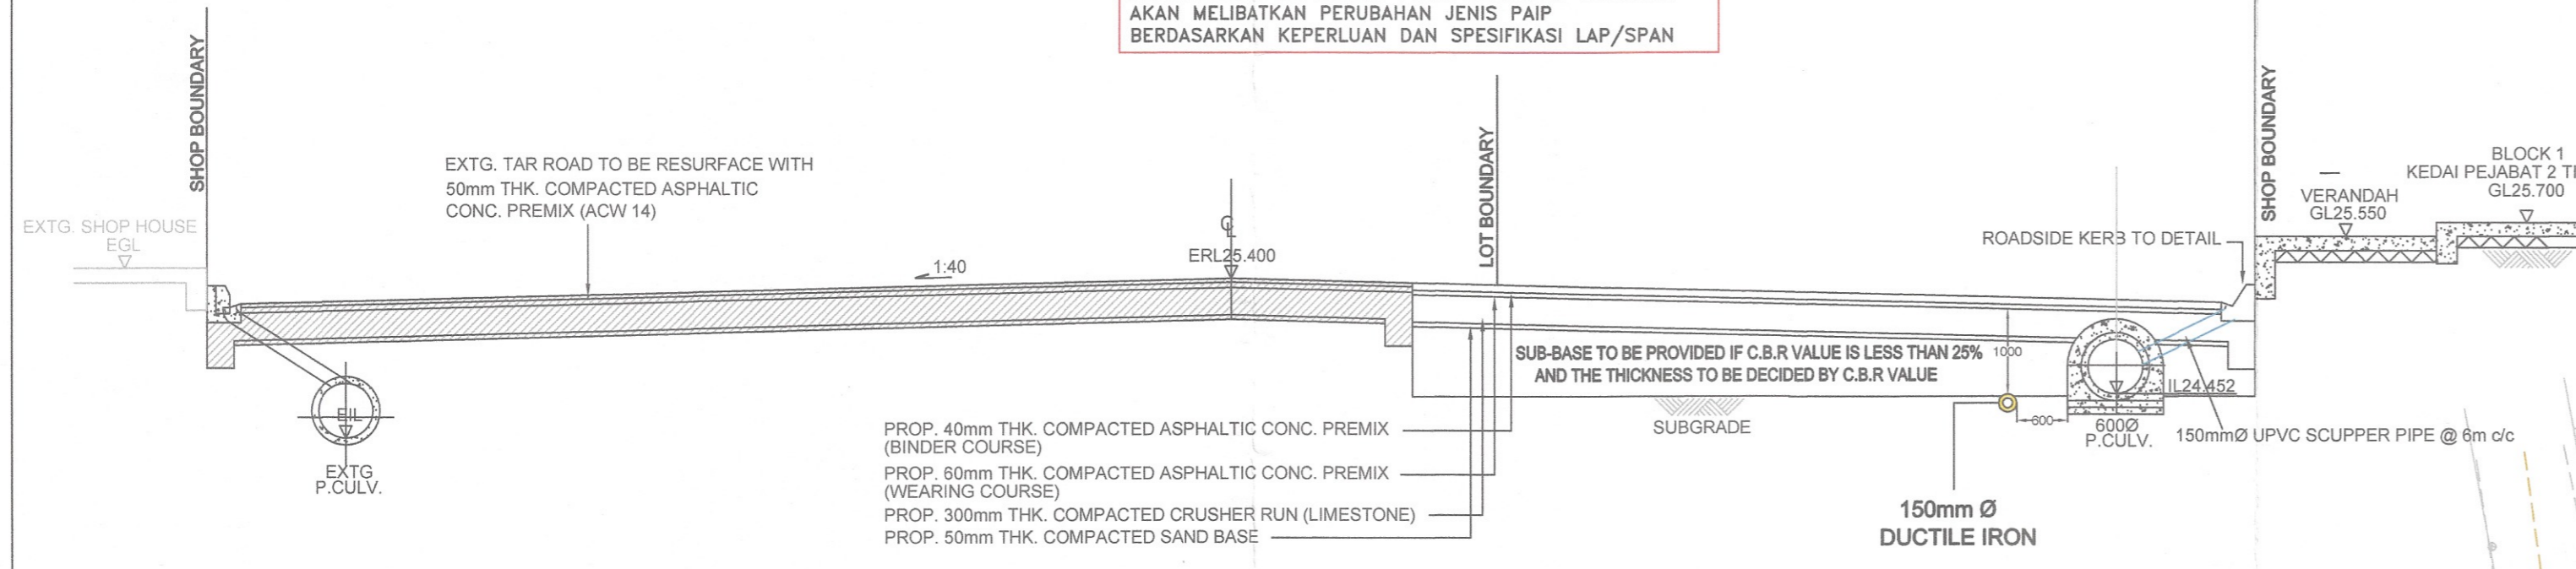 AKAN MELIBATKAN PERUBAHAN JENIS PAIP
BERDASARKAN KEPERLUAN DAN SPESIFIKASI LAP/SPAN
SHOP BOUNDARY
EXTG. SHOP HOUSE
EGL
EXTG. TAR ROAD TO BE RESURFACE WITH
50mm THK. COMPACTED ASPHALTIC
CONC. PREMIX (ACW 14)
1:40
CL
ERL25.400
LOT BOUNDARY
SHOP BOUNDARY
ROADSIDE KERB TO DETAIL
VERANDAH
GL25.550
BLOCK 1
KEDAI PEJABAT 2
GL25.700
EIL
EXTG
P.CULV.
SUB-BASE TO BE PROVIDED IF C.B.R VALUE IS LESS THAN 25%
AND THE THICKNESS TO BE DECIDED BY C.B.R VALUE
1000
SUBGRADE
600
IL24.452
600Ø
P.CULV.
150mmØ UPVC SCUPPER PIPE @ 6m c/c
PROP. 40mm THK. COMPACTED ASPHALTIC CONC. PREMIX
(BINDER COURSE)
PROP. 60mm THK. COMPACTED ASPHALTIC CONC. PREMIX
(WEARING COURSE)
PROP. 300mm THK. COMPACTED CRUSHER RUN (LIMESTONE)
PROP. 50mm THK. COMPACTED SAND BASE
150mm Ø
DUCTILE IRON